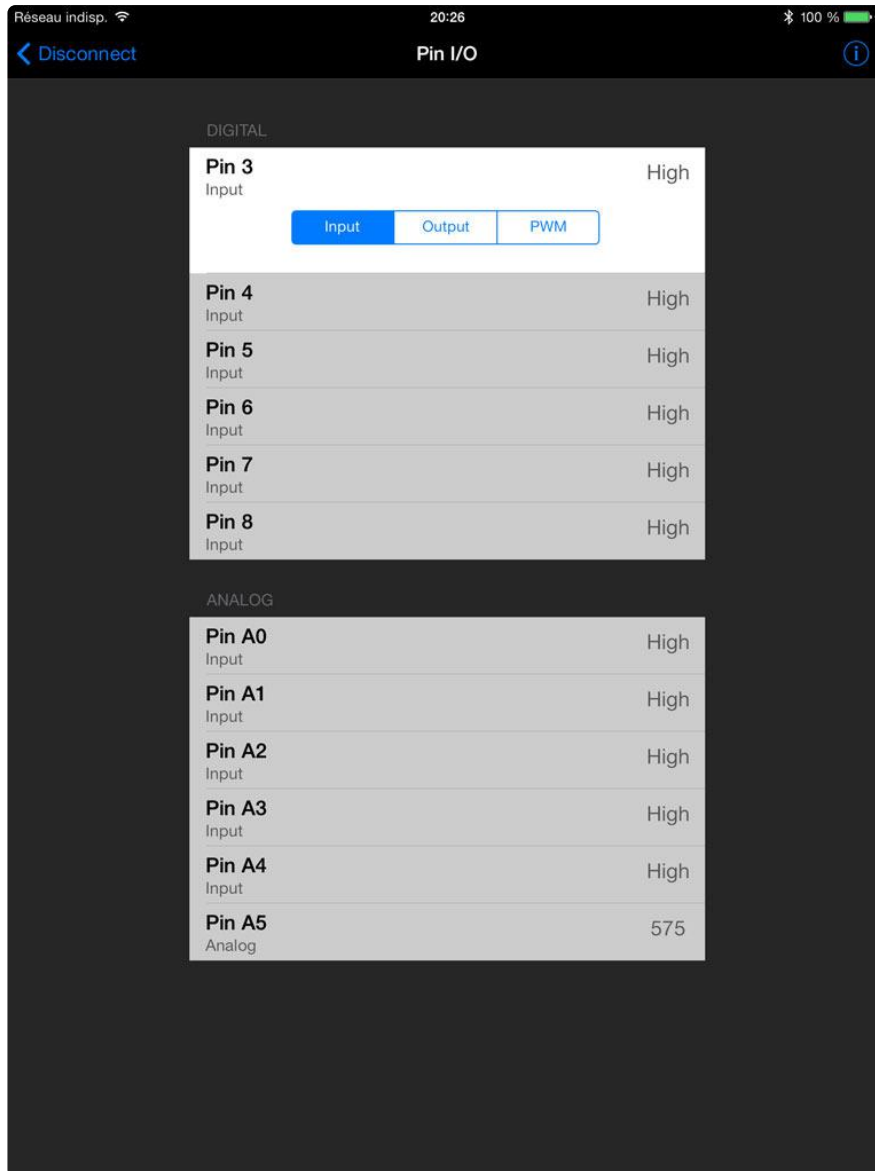 Réseau indisp. 20:26 100 %
Disconnect Pin I/O
DIGITAL
Pin 3 High
Input
Input Output PWM
Pin 4 High
Input
Pin 5 High
Input
Pin 6 High
Input
Pin 7 High
Input
Pin 8 High
Input
ANALOG
Pin A0 High
Input
Pin A1 High
Input
Pin A2 High
Input
Pin A3 High
Input
Pin A4 High
Input
Pin A5 575
Analog